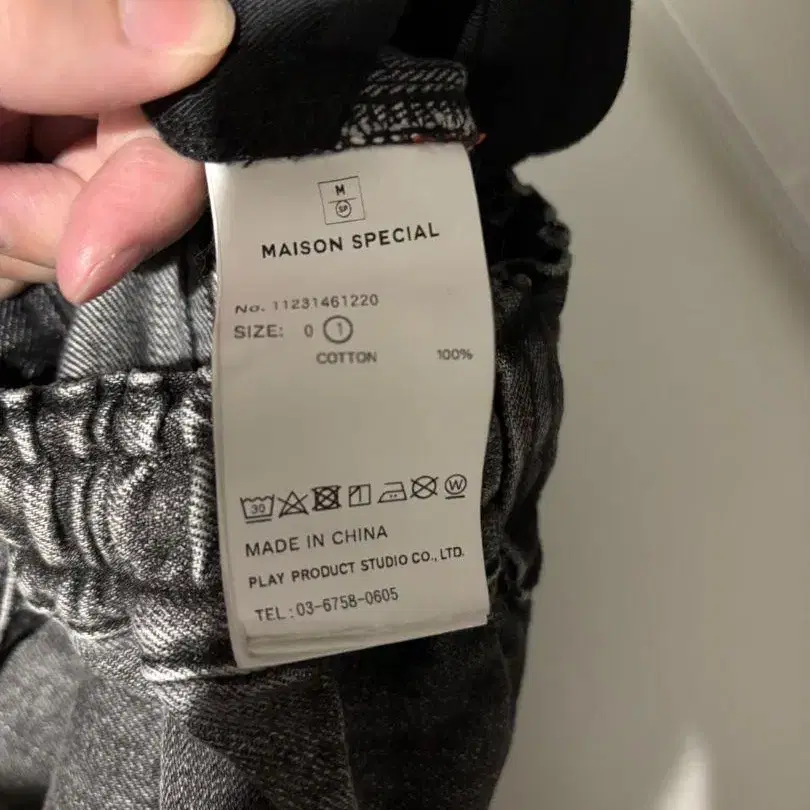 M
SP
MAISON SPECIAL
No. 11231461220
SIZE: 0 1
COTTON 100%
30 W
MADE IN CHINA
PLAY PRODUCT STUDIO CO., LTD.
TEL : 03-6758-0605